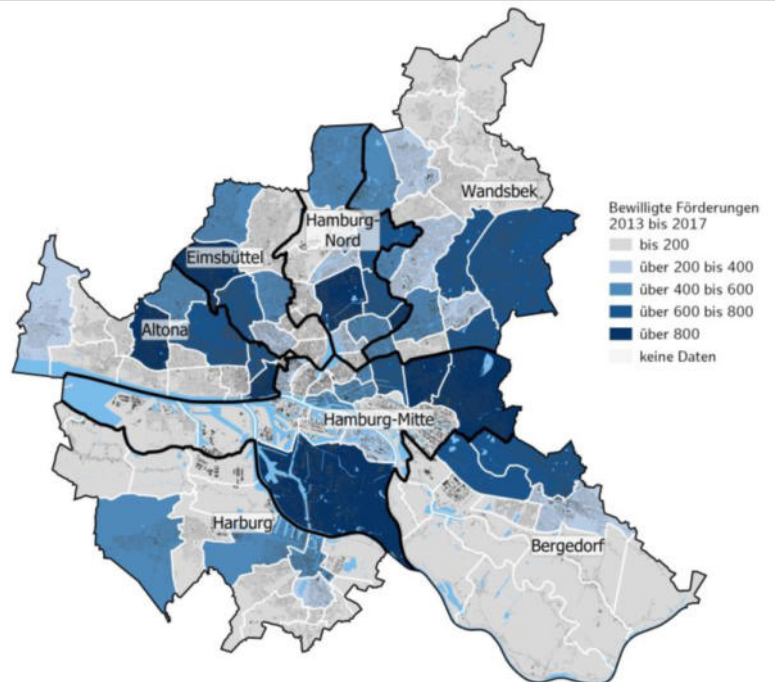 Wandsbek
Hamburg-
Nord
Eimsbüttel
Altona
Hamburg-Mitte
Harburg
Bergedorf
Bewilligte Förderungen
2013 bis 2017
bis 200
über 200 bis 400
über 400 bis 600
über 600 bis 800
über 800
keine Daten